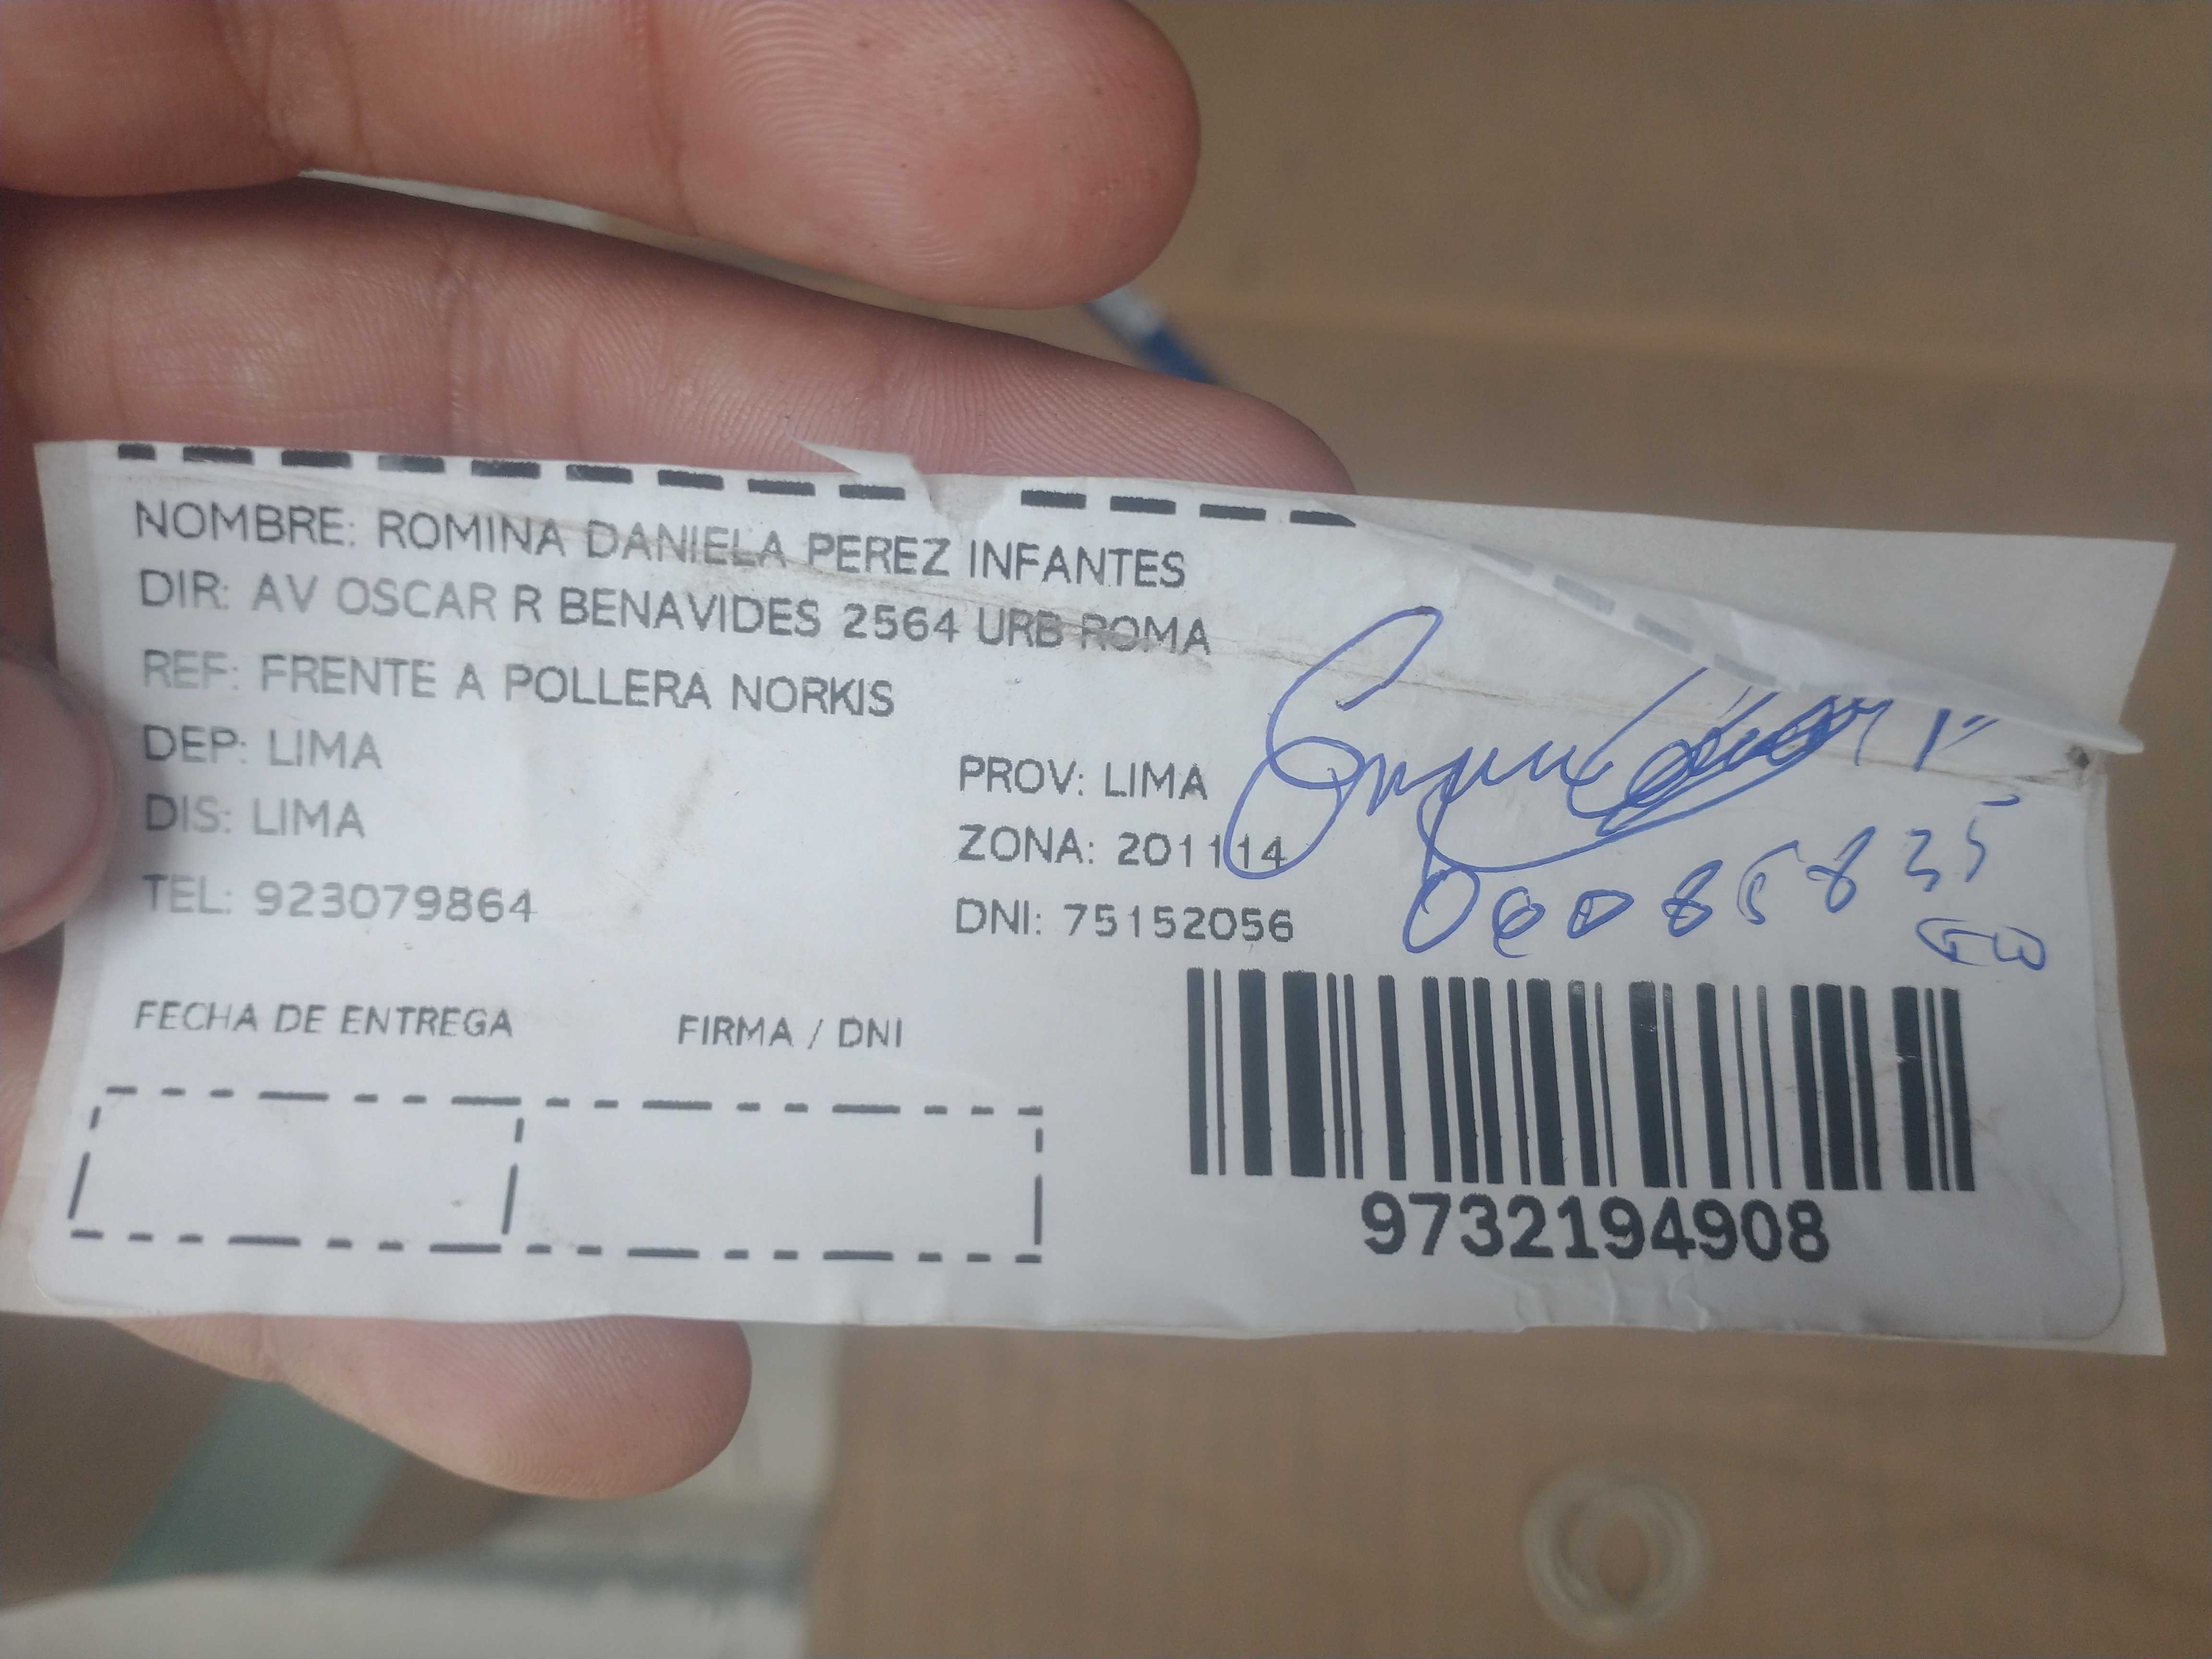 NOMBRE: ROMINA DANIELA PEREZ INFANTES
DIR: AV OSCAR R BENAVIDES 2564 URB ROMA
REF: FRENTE A POLLERA NORKIS
DEP: LIMA
PROV: LIMA
DIS: LIMA
ZONA: 201114
TEL: 923079864
DNI: 75152056
FECHA DE ENTREGA
FIRMA / DNI
9732194908